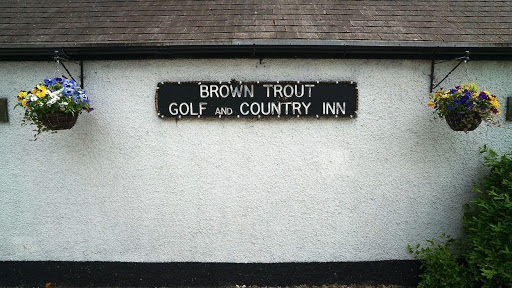 BROWN TROUT
GOLF AND COUNTRY INN